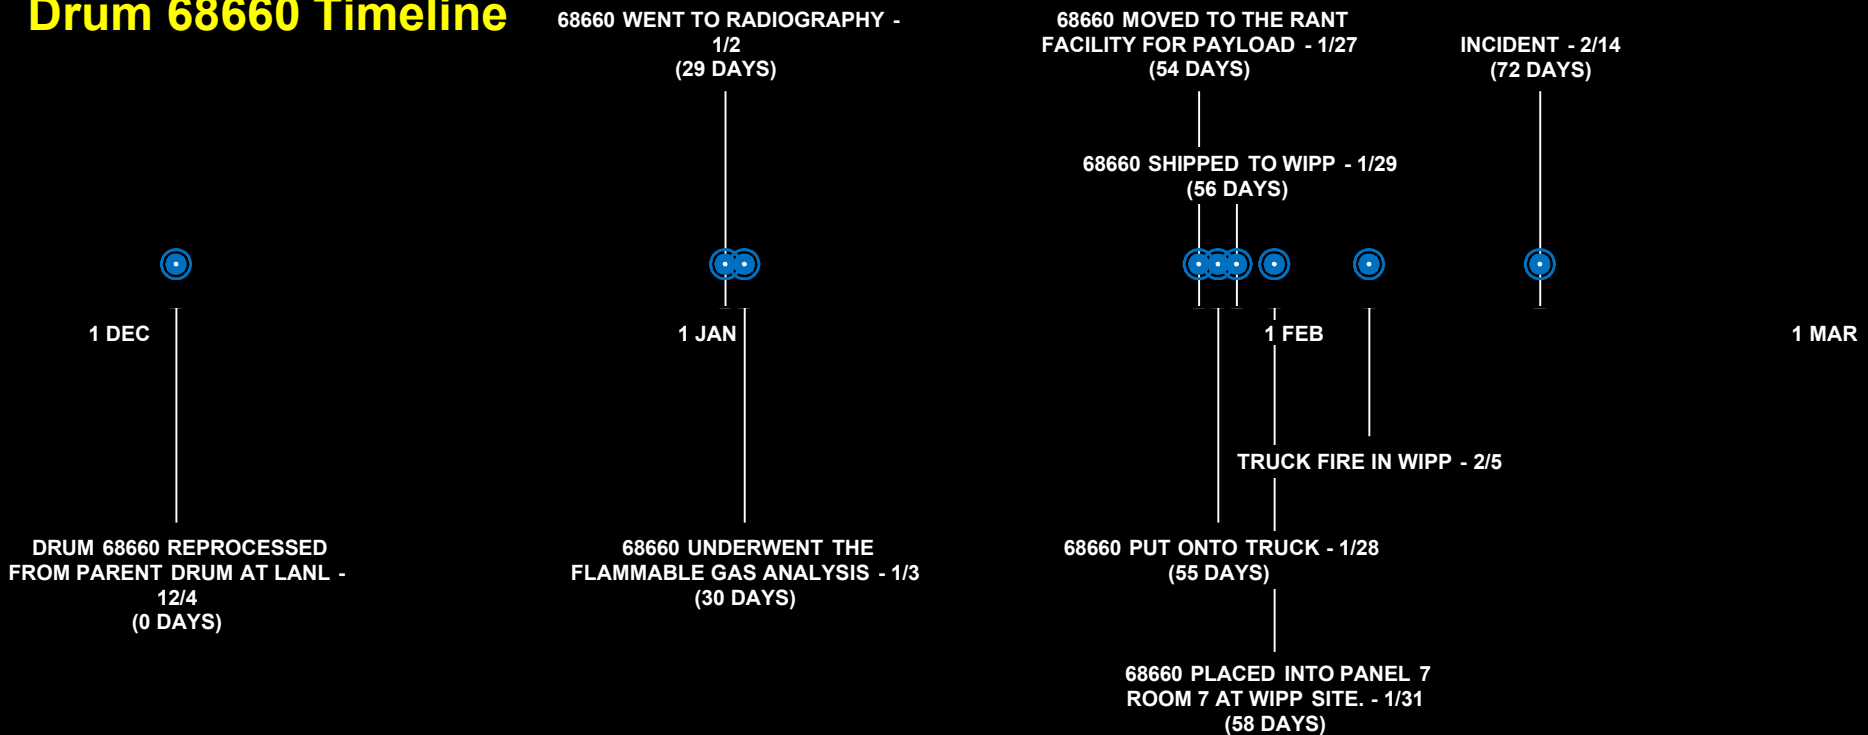 Drum 68660 Timeline
68660 WENT TO RADIOGRAPHY -
1/2
(29 DAYS)
68660 MOVED TO THE RANT
FACILITY FOR PAYLOAD - 1/27
(54 DAYS)
INCIDENT - 2/14
(72 DAYS)
68660 SHIPPED TO WIPP - 1/29
(56 DAYS)
1 DEC
1 JAN
1 FEB
1 MAR
TRUCK FIRE IN WIPP - 2/5
DRUM 68660 REPROCESSED
FROM PARENT DRUM AT LANL -
12/4
(0 DAYS)
68660 UNDERWENT THE
FLAMMABLE GAS ANALYSIS - 1/3
(30 DAYS)
68660 PUT ONTO TRUCK - 1/28
(55 DAYS)
68660 PLACED INTO PANEL 7
ROOM 7 AT WIPP SITE. - 1/31
(58 DAYS)